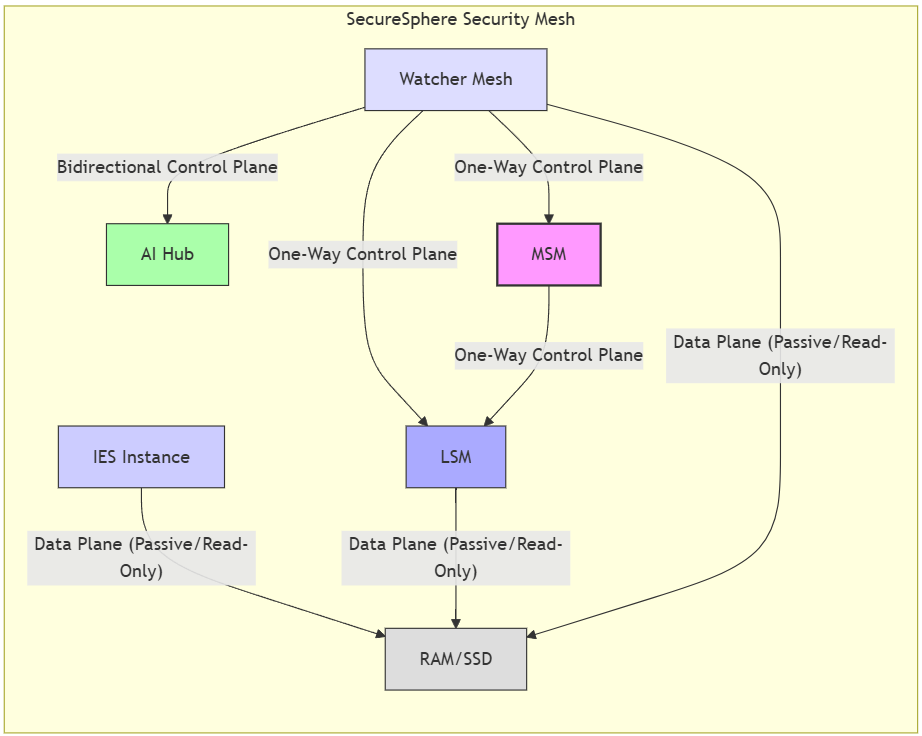 SecureSphere Security Mesh
Watcher Mesh
Bidirectional Control Plane
One-Way Control Plane
AI Hub
One-Way Control Plane
MSM
Data Plane (Passive/Read-
Only)
One-Way Control Plane
IES Instance
LSM
Data Plane (Passive/Read-
Only)
Data Plane (Passive/Read-
Only)
RAM/SSD